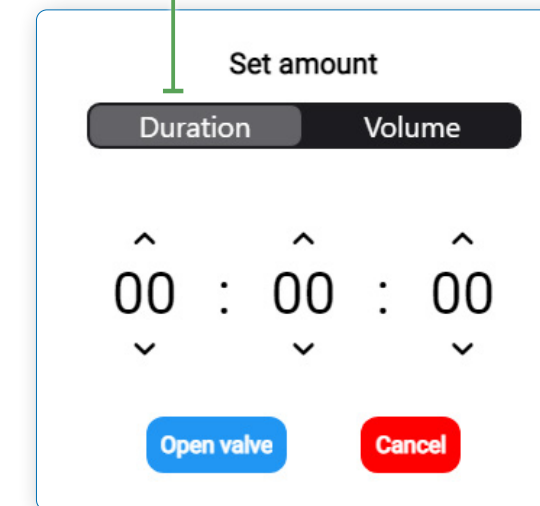 Set amount
Duration Volume
00 : 00 : 00
Open valve Cancel